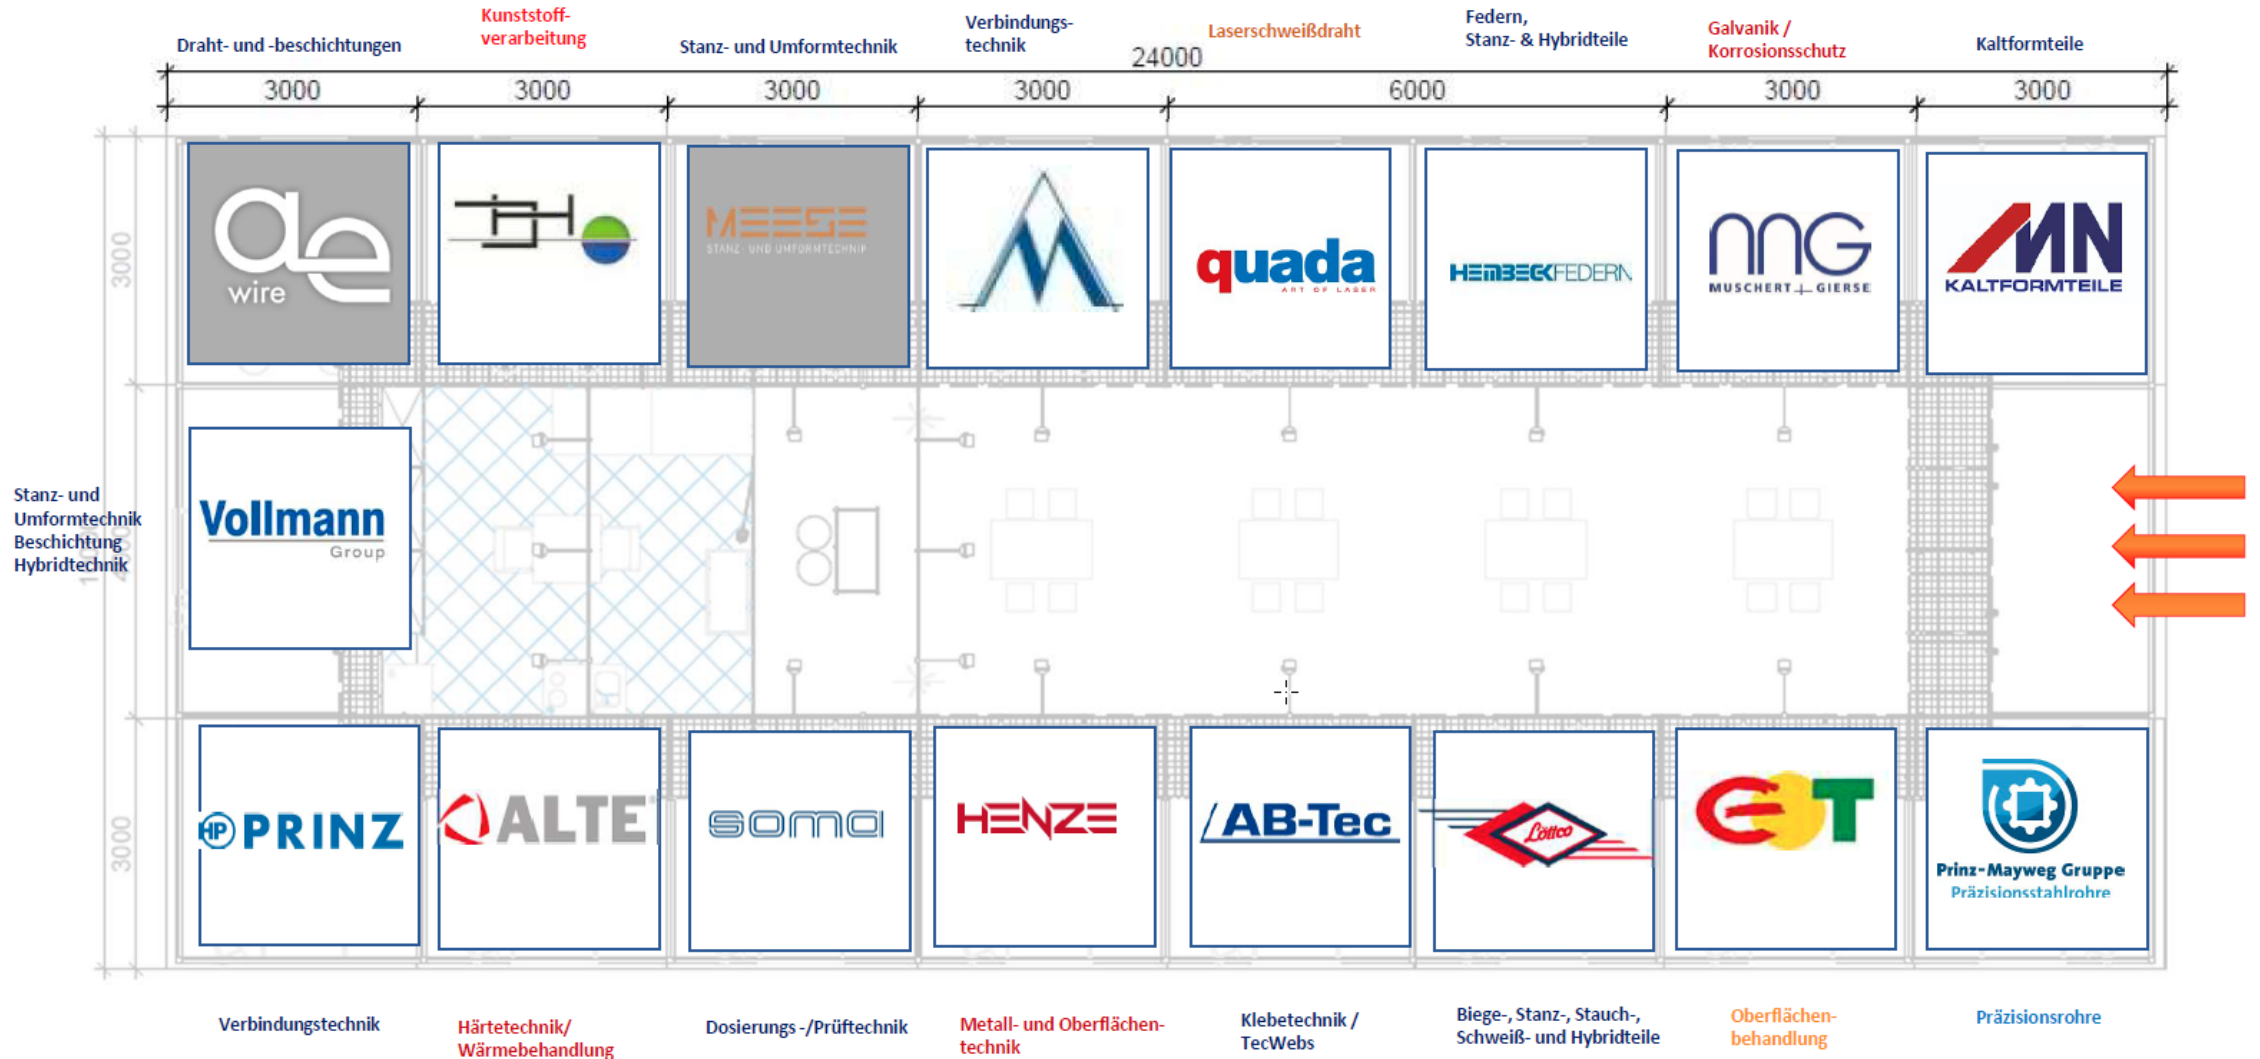 Draht- und -beschichtungen
Kunststoff-
verarbeitung
Stanz- und Umformtechnik
Verbindungs-
technik
Laserschweißdraht
Federn,
Stanz- & Hybridteile
Galvanik /
Korrosionsschutz
Kaltformteile
24000
3000
3000
3000
3000
6000
3000
3000
3000
ae
wire
MEESE
STANZ- UND UMFORMTECHNIK
quada
ART OF LASER
HEMBECKFEDERN
MG
MUSCHERT+GIERSE
MN
KALTFORMTEILE
Stanz- und
Umformtechnik
Beschichtung
Hybridtechnik
Vollmann
Group
3000
HP PRINZ
ALTE
soma
HENZE
AB-Tec
Löttco
EOT
Prinz-Mayweg Gruppe
Präzisionsstahlrohre
Verbindungstechnik
Härtetechnik/
Wärmebehandlung
Dosierungs -/Prüftechnik
Metall- und Oberflächen-
technik
Klebetechnik /
TecWebs
Biege-, Stanz-, Stauch-,
Schweiß- und Hybridteile
Oberflächen-
behandlung
Präzisionsrohre